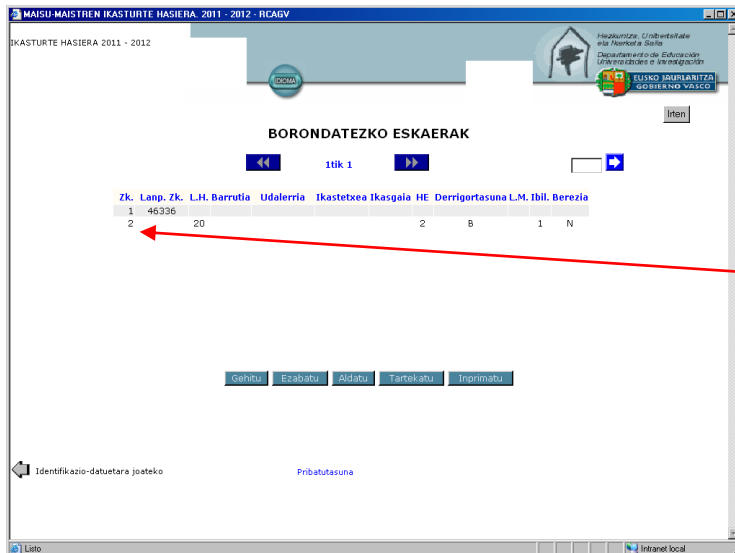 MAISU-MAISTREN IKASTURTE HASIERA. 2011 - 2012 - RCAGV
IKASTURTE HASIERA 2011 - 2012
Hezkuntza, Unibertsitate
eta Ikerketa Saila
Departamento de Educación
Universidades e Investigación
IDIOMA
EUSKO JAURLARITZA
GOBIERNO VASCO
Irten
BORONDATEZKO ESKAERAK
1tik 1
Zk. Lanp. Zk. L.H. Barrutia Udalerria Ikastetxea Ikasgaia HE Derrigortasuna L.M. Ibil. Berezia
1 46336
2 20 2 B 1 N
Gehitu Ezabatu Aldatu Tartekatu Inprimatu
Identifikazio-datuetara joateko Pribatutasuna
Listo Intranet local